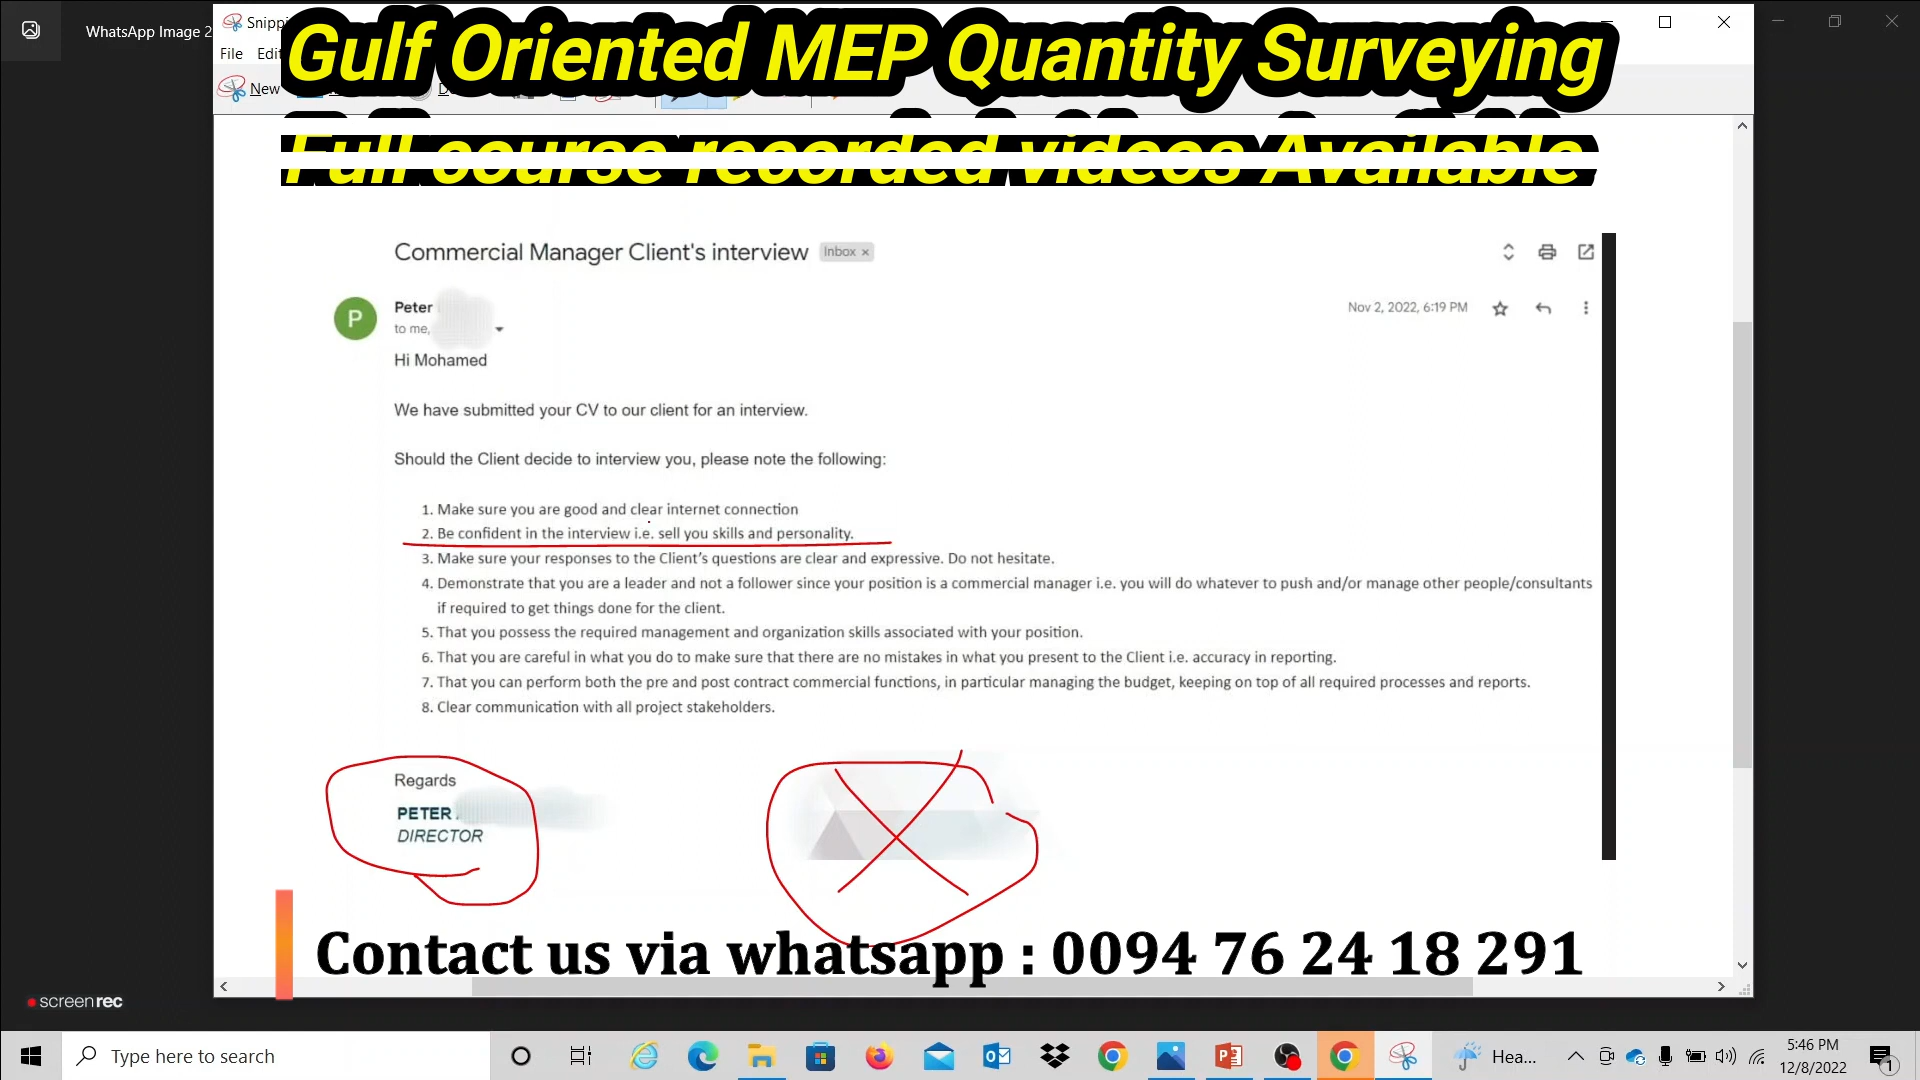 WhatsApp Image 2
Snippi
File Edi
New
Gulf Oriented MEP Quantity Surveying
Full course recorded videos Available
Commercial Manager Client's interview Inbox x
Peter
Nov 2, 2022, 6:19 PM
to me,
P
Hi Mohamed
We have submitted your CV to our client for an interview.
Should the Client decide to interview you, please note the following:
1. Make sure you are good and clear internet connection
2. Be confident in the interview i.e. sell you skills and personality.
3. Make sure your responses to the Client's questions are clear and expressive. Do not hesitate.
4. Demonstrate that you are a leader and not a follower since your position is a commercial manager i.e. you will do whatever to push and/or manage other people/consultants
if required to get things done for the client.
5. That you possess the required management and organization skills associated with your position.
6. That you are careful in what you do to make sure that there are no mistakes in what you present to the Client i.e. accuracy in reporting.
7. That you can perform both the pre and post contract commercial functions, in particular managing the budget, keeping on top of all required processes and reports.
8. Clear communication with all project stakeholders.
Regards
PETER
DIRECTOR
Contact us via whatsapp : 0094 76 24 18 291
screenrec
Type here to search
Hea...
5:46 PM
12/8/2022
1